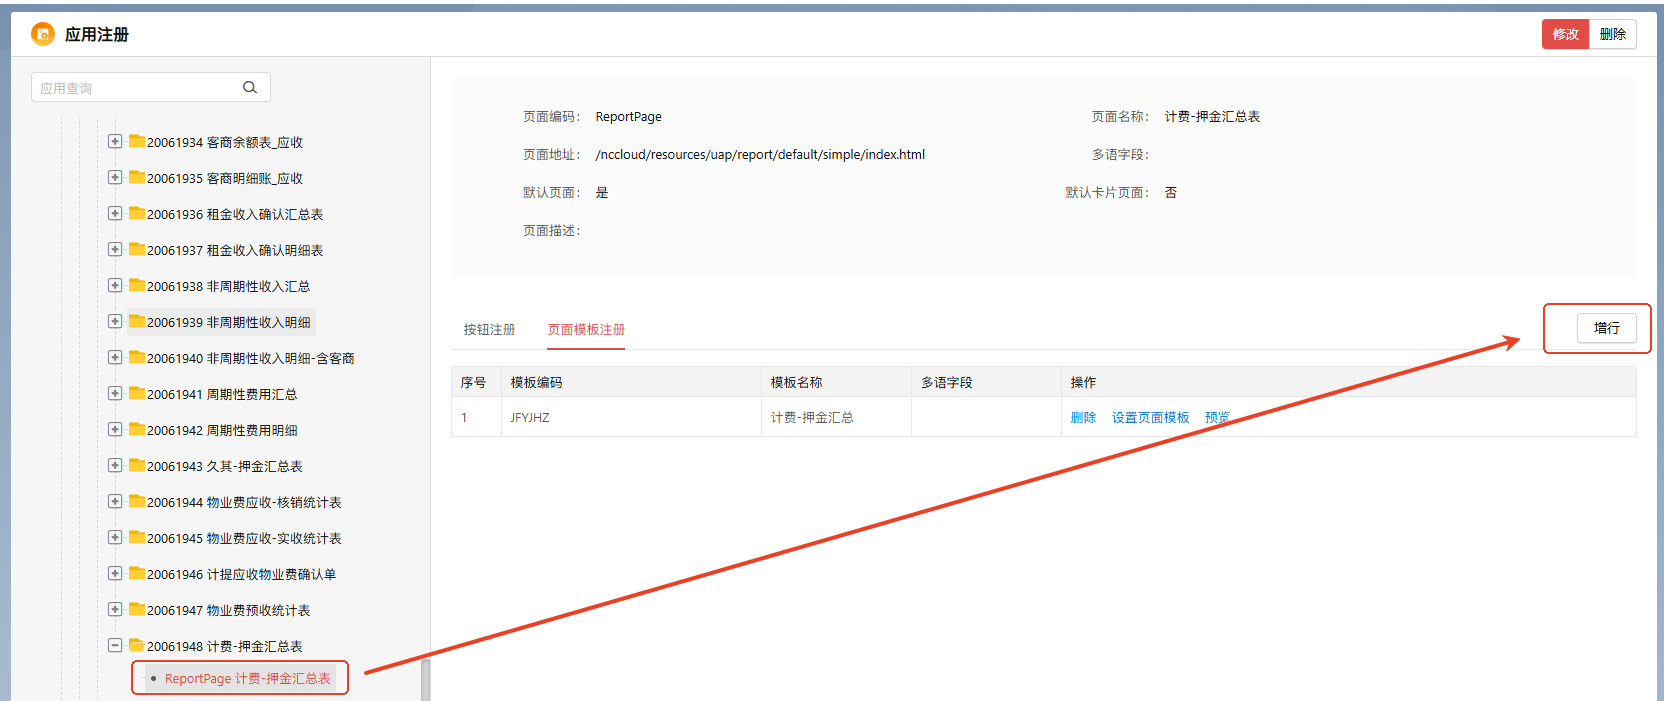 应用注册
修改 删除
应用查询
20061934 客商余额表_应收
20061935 客商明细账_应收
20061936 租金收入确认汇总表
20061937 租金收入确认明细表
20061938 非周期性收入汇总
20061939 非周期性收入明细
20061940 非周期性收入明细-含客商
20061941 周期性费用汇总
20061942 周期性费用明细
20061943 久其-押金汇总表
20061944 物业费应收-核销统计表
20061945 物业费应收-实收统计表
20061946 计提应收物业费确认单
20061947 物业费预收统计表
20061948 计费-押金汇总表
ReportPage 计费-押金汇总表
页面编码： ReportPage 页面名称： 计费-押金汇总表
页面地址： /nccloud/resources/uap/report/default/simple/index.html 多语字段：
默认页面： 是 默认卡片页面： 否
页面描述：
按钮注册 页面模板注册 增行
序号 模板编码 模板名称 多语字段 操作
1 JFYJHZ 计费-押金汇总 删除 设置页面模板 预览